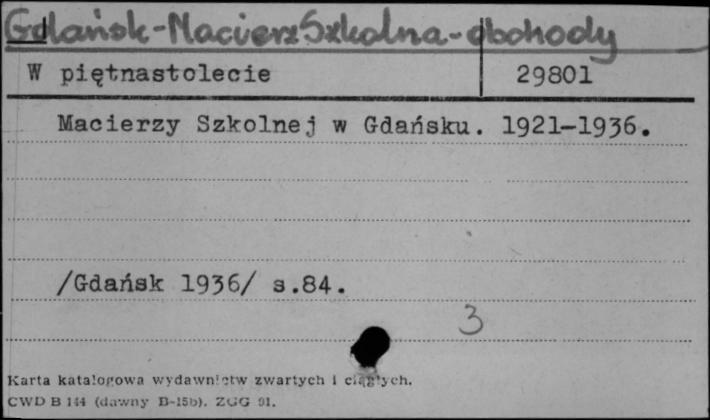 Gdańsk-Macierz Szkolna-obchody
W piętnastolecie 29801
Macierzy Szkolnej w Gdańsku. 1921-1936.
/Gdańsk 1936/ s.84.
3
Karta katalogowa wydawnictw zwartych i ciągłych.
CWD B 144 (dawny B-15b). ZGG 91.